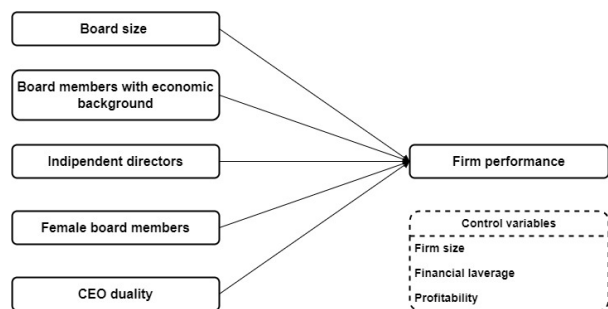 Board size
Board members with economic
background
Indipendent directors
Female board members
CEO duality
Firm performance
Control variables
Firm size
Financial laverage
Profitability